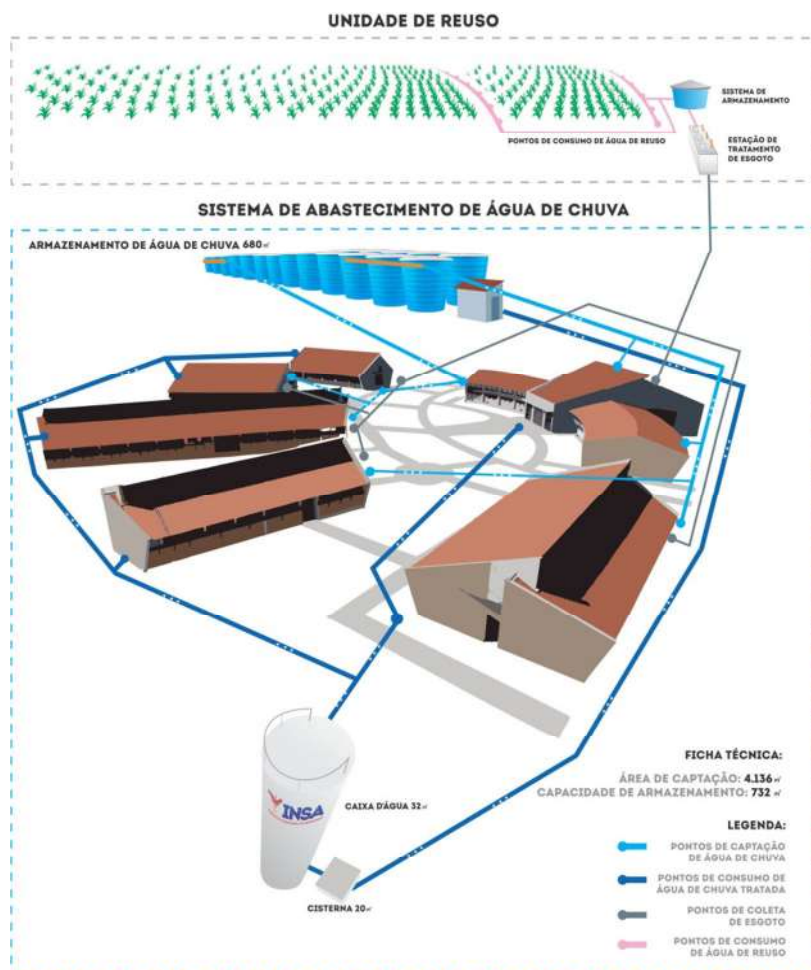 UNIDADE DE REUSO
SISTEMA DE
ARMAZENAMENTO
PONTOS DE CONSUMO DE ÁGUA DE REUSO
ESTAÇÃO DE
TRATAMENTO
DE ESGOTO
SISTEMA DE ABASTECIMENTO DE ÁGUA DE CHUVA
ARMAZENAMENTO DE ÁGUA DE CHUVA 680
INSA
CAIXA D'ÁGUA 32
CISTERNA 20
FICHA TÉCNICA:
ÁREA DE CAPTAÇÃO: 4.136
CAPACIDADE DE ARMAZENAMENTO: 732
LEGENDA:
PONTOS DE CAPTAÇÃO
DE ÁGUA DE CHUVA
PONTOS DE CONSUMO DE
ÁGUA DE CHUVA TRATADA
PONTOS DE COLETA
DE ESGOTO
PONTOS DE CONSUMO
DE ÁGUA DE REUSO